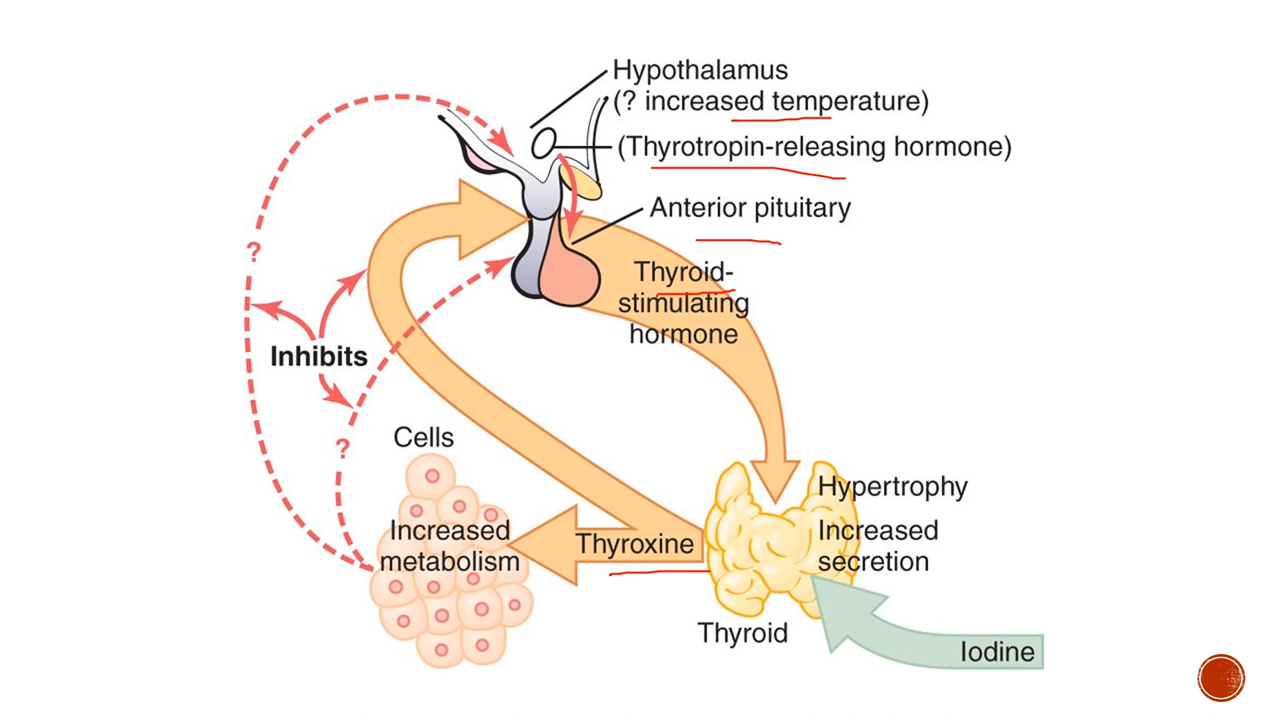 Hypothalamus
(? increased temperature)
(Thyrotropin-releasing hormone)
Anterior pituitary
Thyroid-
stimulating
hormone
?
Inhibits
?
Cells
Increased
metabolism
Thyroxine
Hypertrophy
Increased
secretion
Thyroid
Iodine